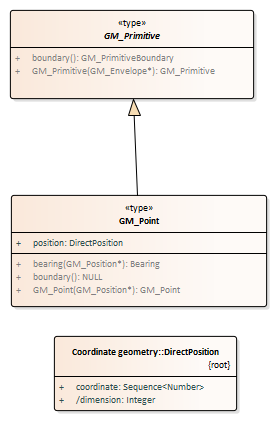 «type»
GM_Primitive
+ boundary(): GM_PrimitiveBoundary
+ GM_Primitive(GM_Envelope*): GM_Primitive
«type»
GM_Point
+ position: DirectPosition
+ bearing(GM_Position*): Bearing
+ boundary(): NULL
+ GM_Point(GM_Position*): GM_Point
Coordinate geometry::DirectPosition
{root}
+ coordinate: Sequence<Number>
+ /dimension: Integer